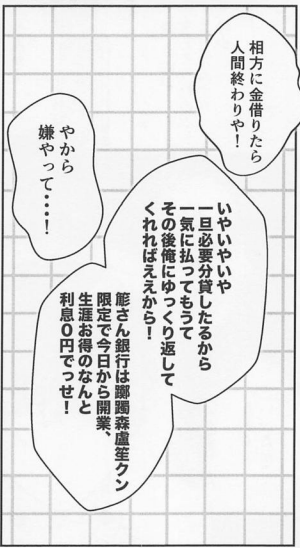 相方に金借りたら
人間終わりや！
やから
嫌やって・・・！
いやいやいや
一旦必要分貸したるから
一気に払ってもうて
その後俺にゆっくり返して
くれればええから！
簓さん銀行は躑躅森盧笙クン
限定で今日から開業、
生涯お得のなんと
利息０円でっせ！